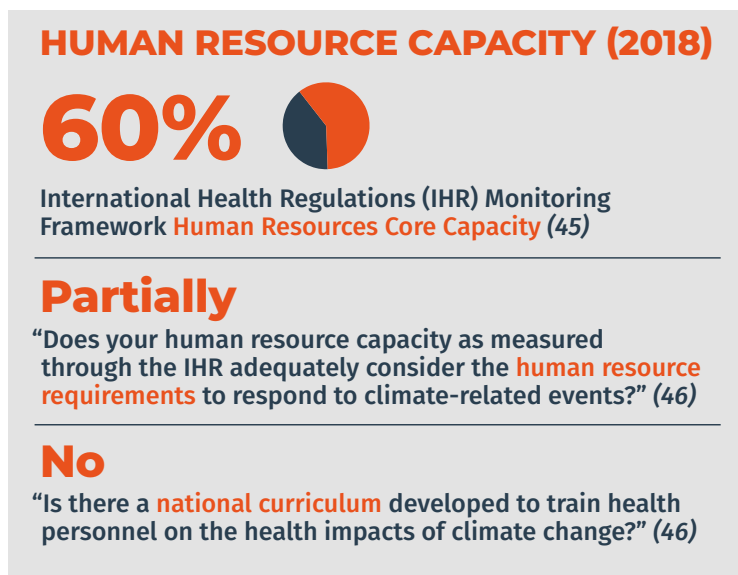 HUMAN RESOURCE CAPACITY (2018)
60%
International Health Regulations (IHR) Monitoring
Framework Human Resources Core Capacity (45)
Partially
“Does your human resource capacity as measured
through the IHR adequately consider the human resource
requirements to respond to climate-related events?” (46)
No
“Is there a national curriculum developed to train health
personnel on the health impacts of climate change?” (46)